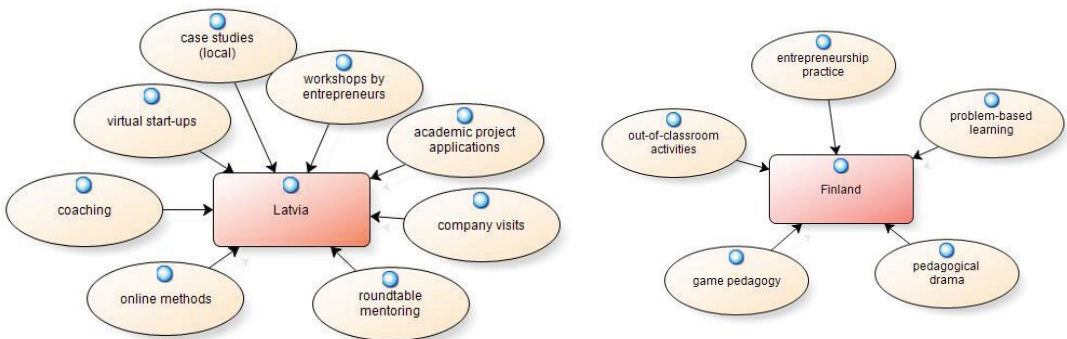 case studies
(local)
workshops by
entrepreneurs
virtual start-ups
academic project
applications
coaching
Latvia
company visits
online methods
roundtable
mentoring
entrepreneurship
practice
out-of-classroom
activities
problem-based
learning
Finland
game pedagogy
pedagogical
drama